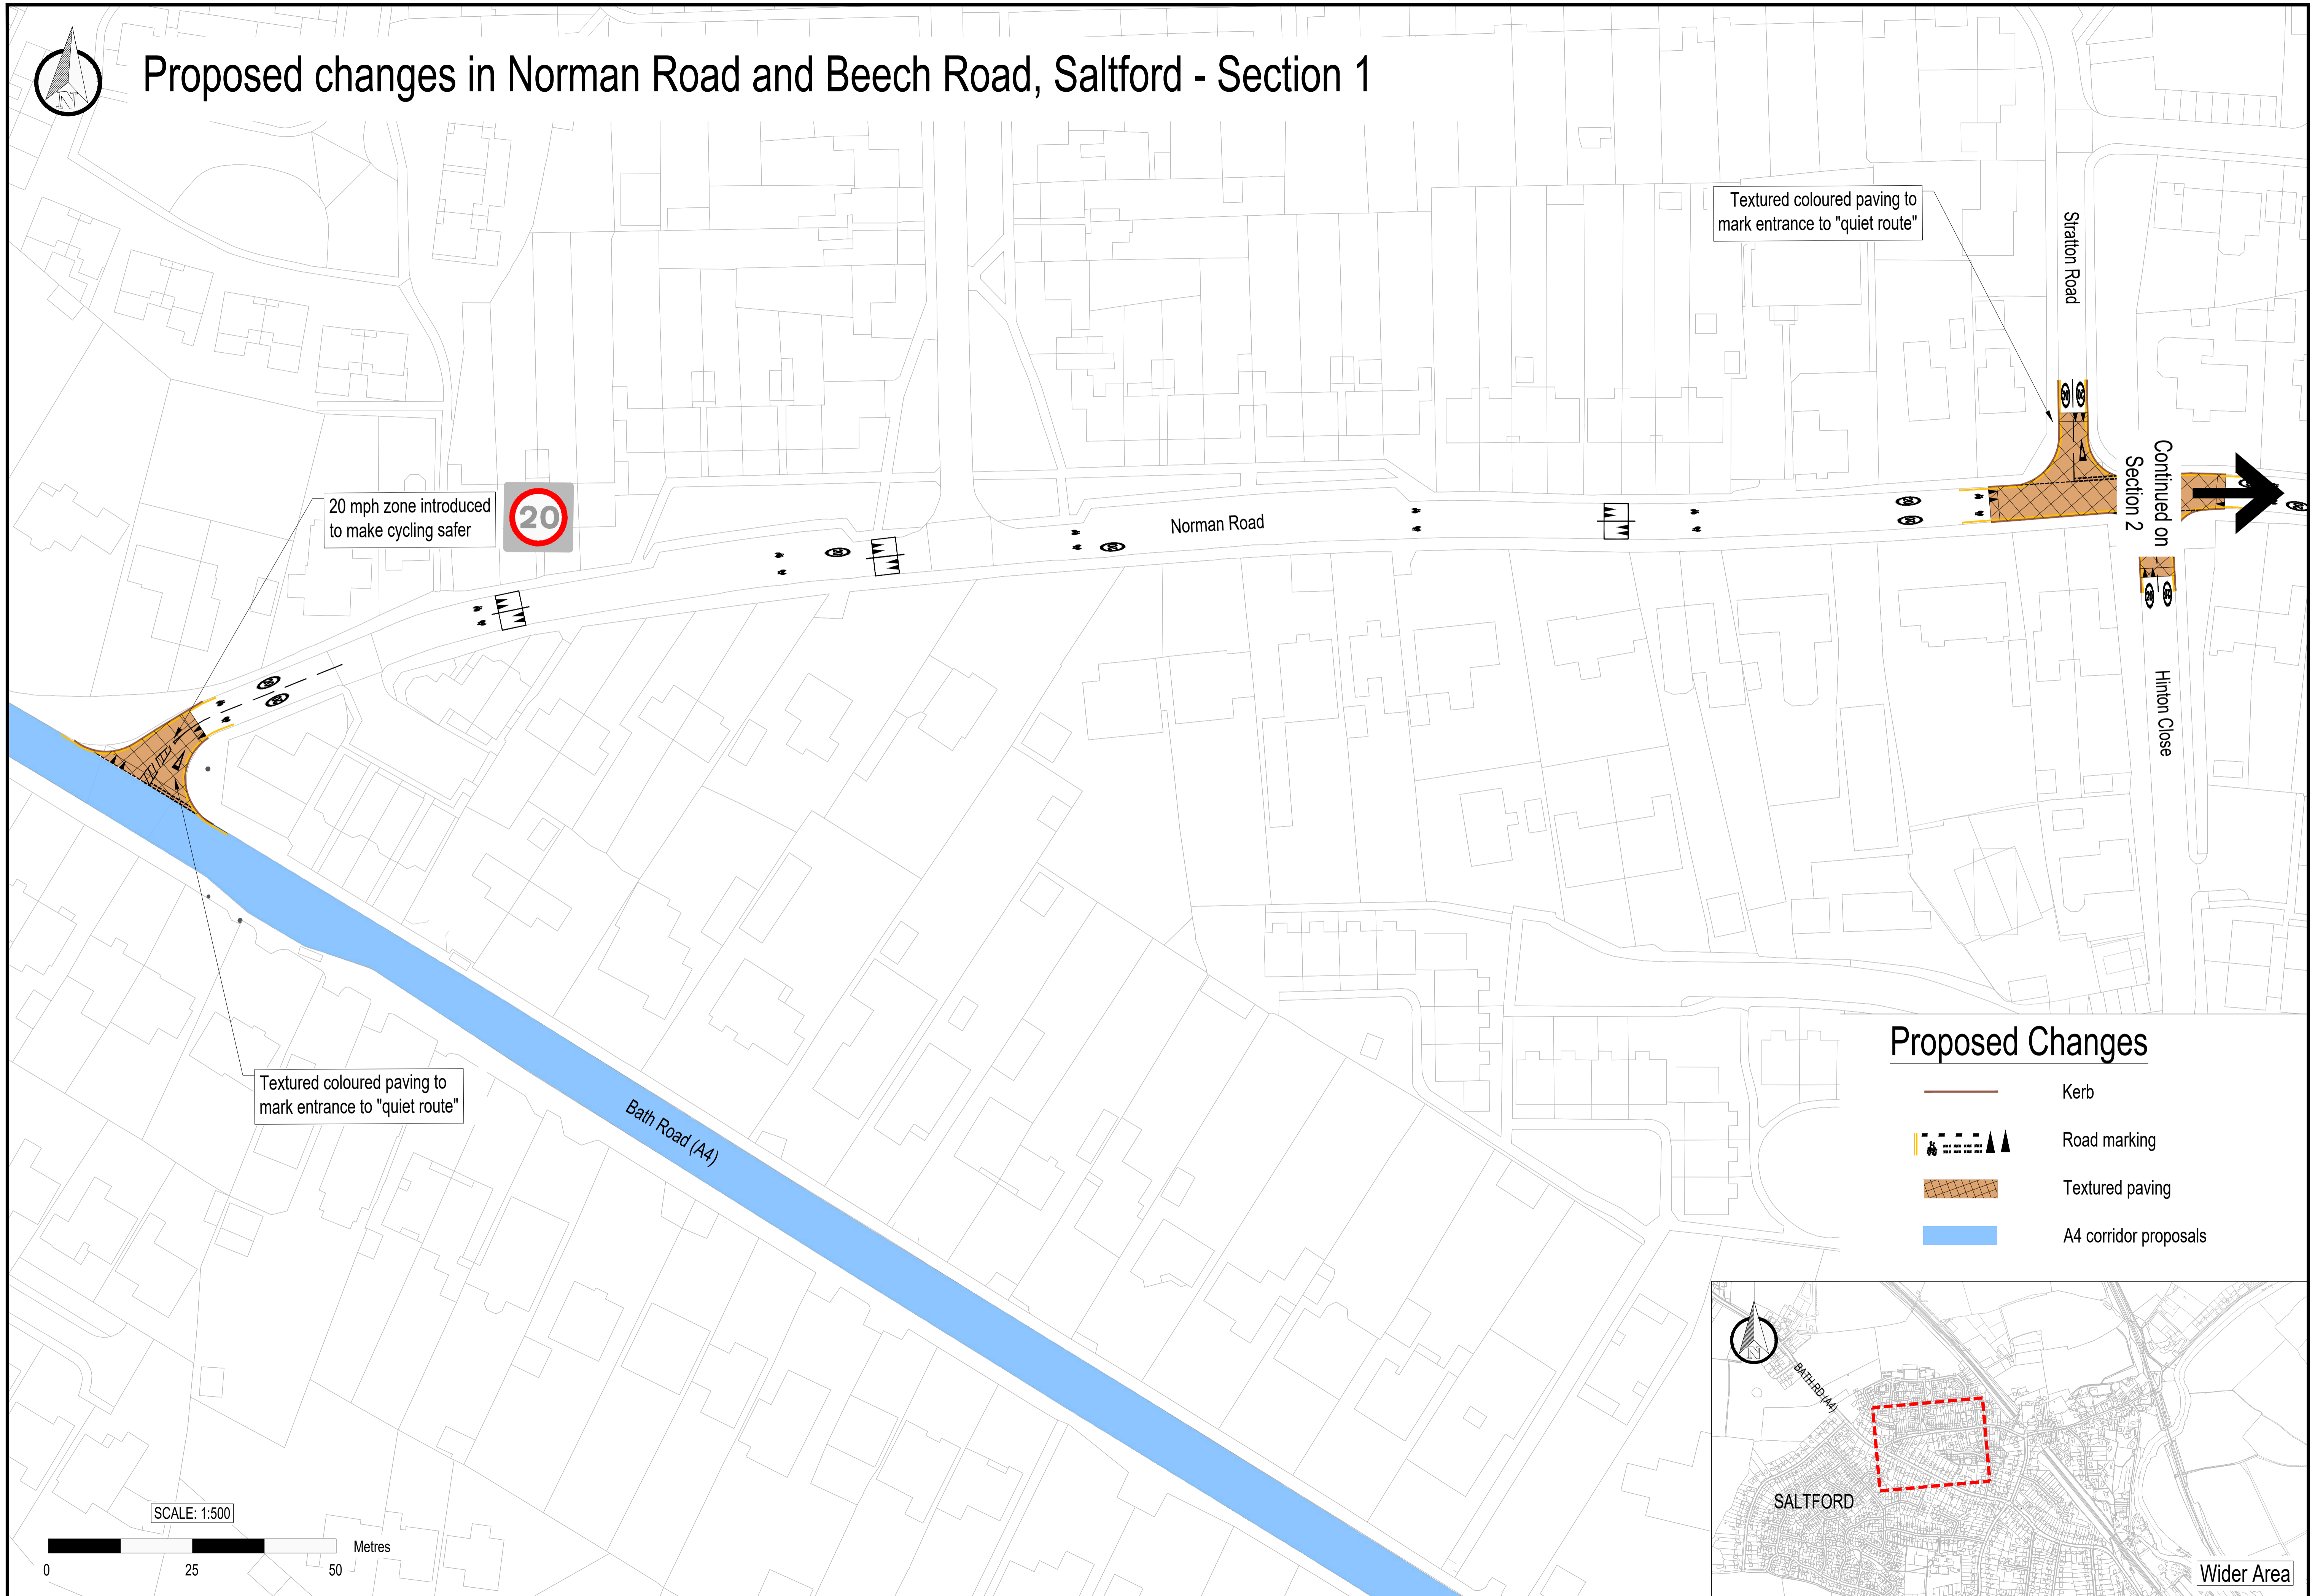 Proposed changes in Norman Road and Beech Road, Saltford - Section 1
N
Textured coloured paving to
mark entrance to "quiet route"
Stratton Road
20 mph zone introduced
to make cycling safer
20
Norman Road
Continued on
Section 2
Hinton Close
Textured coloured paving to
mark entrance to "quiet route"
Bath Road (A4)
Proposed Changes
Kerb
Road marking
Textured paving
A4 corridor proposals
N
BATH RD (A4)
SALTFORD
Wider Area
SCALE: 1:500
Metres
0 25 50